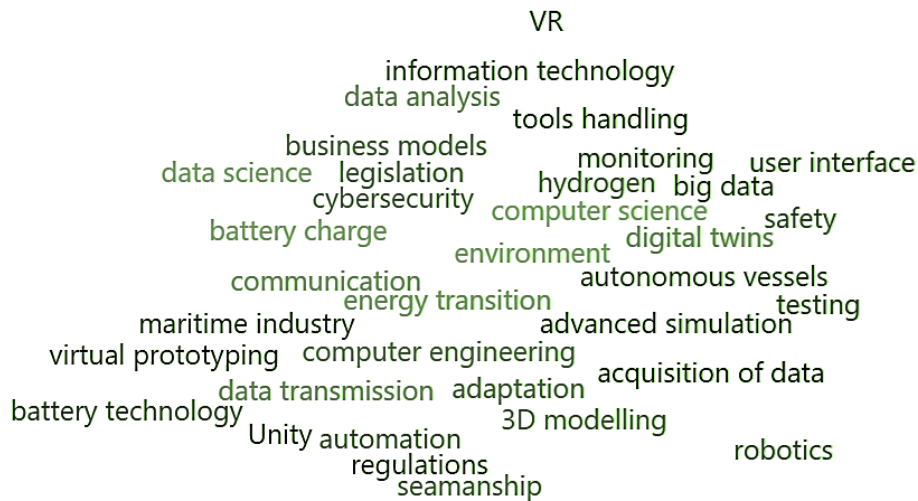 VR
information technology
data analysis
tools handling
business models
monitoring
user interface
data science
legislation
hydrogen
big data
cybersecurity
computer science
safety
battery charge
digital twins
environment
communication
autonomous vessels
energy transition
testing
maritime industry
advanced simulation
virtual prototyping
computer engineering
acquisition of data
data transmission
adaptation
battery technology
3D modelling
Unity
automation
robotics
regulations
seamanship